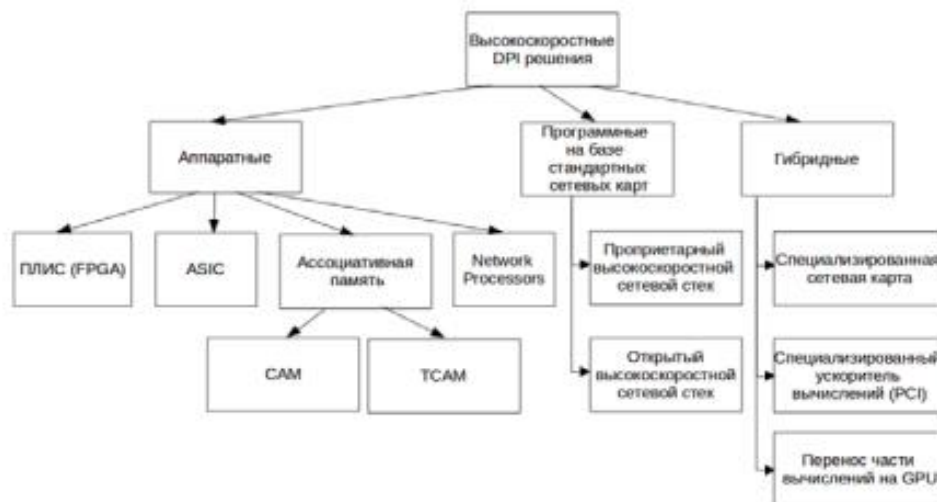 Высокоскоростные
DPI решения
Аппаратные
Программные
на базе
стандартных
сетевых карт
Гибридные
ПЛИС (FPGA)
ASIC
Ассоциативная
память
Network
Processors
Проприетарный
высокоскоростной
сетевой стек
Специализированная
сетевая карта
CAM
TCAM
Открытый
высокоскоростной
сетевой стек
Специализированный
ускоритель
вычислений (PCI)
Перенос части
вычислений на GPU